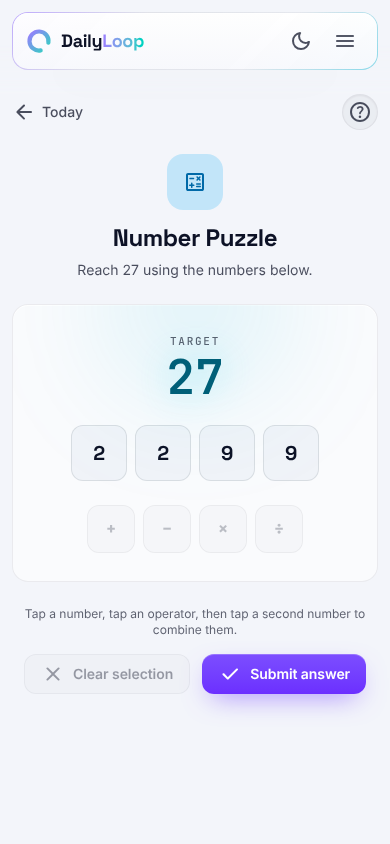 DailyLoop
Today
Number Puzzle
Reach 27 using the numbers below.
TARGET
27
2 2 9 9
+ − × ÷
Tap a number, tap an operator, then tap a second number to
combine them.
Clear selection
Submit answer